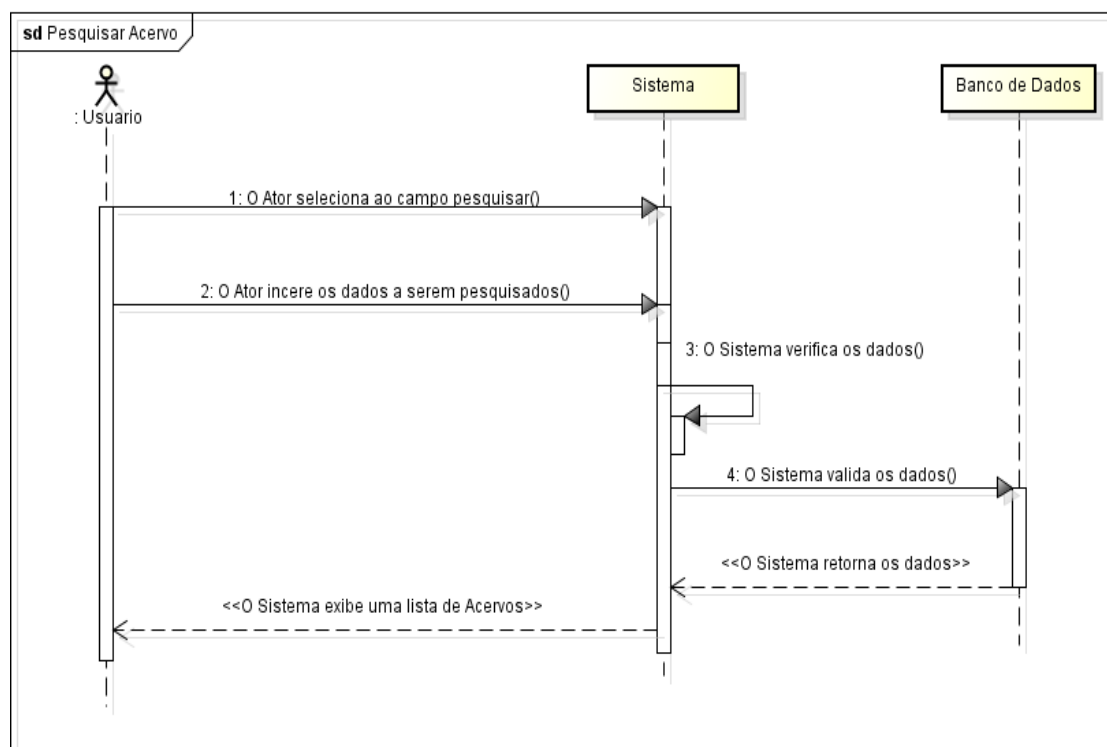 sd Pesquisar Acervo
: Usuario
Sistema
Banco de Dados
1: O Ator seleciona ao campo pesquisar()
2: O Ator incere os dados a serem pesquisados()
3: O Sistema verifica os dados()
4: O Sistema valida os dados()
<<O Sistema retorna os dados>>
<<O Sistema exibe uma lista de Acervos>>